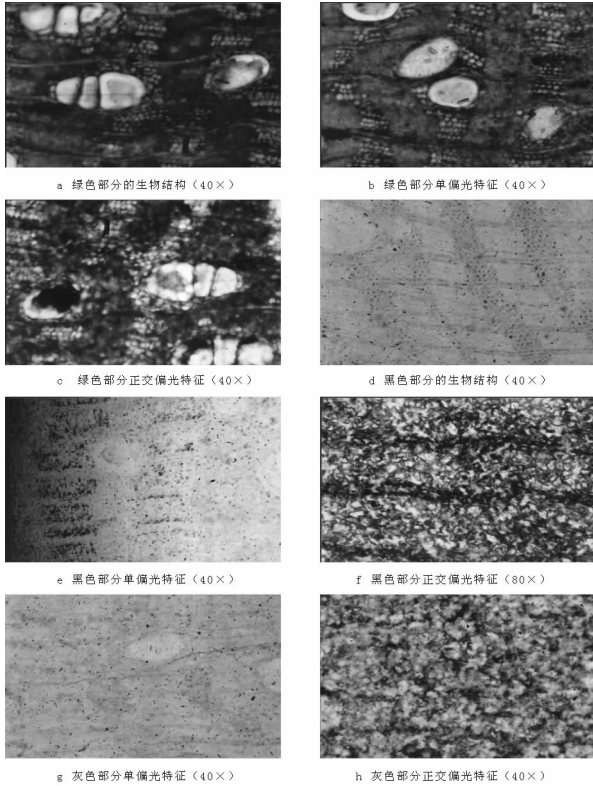 a 绿色部分的生物结构(40×)
b 绿色部分单偏光特征(40×)
c 绿色部分正交偏光特征(40×)
d 黑色部分的生物结构(40×)
e 黑色部分单偏光特征(40×)
f 黑色部分正交偏光特征(80×)
g 灰色部分单偏光特征(40×)
h 灰色部分正交偏光特征(40×)